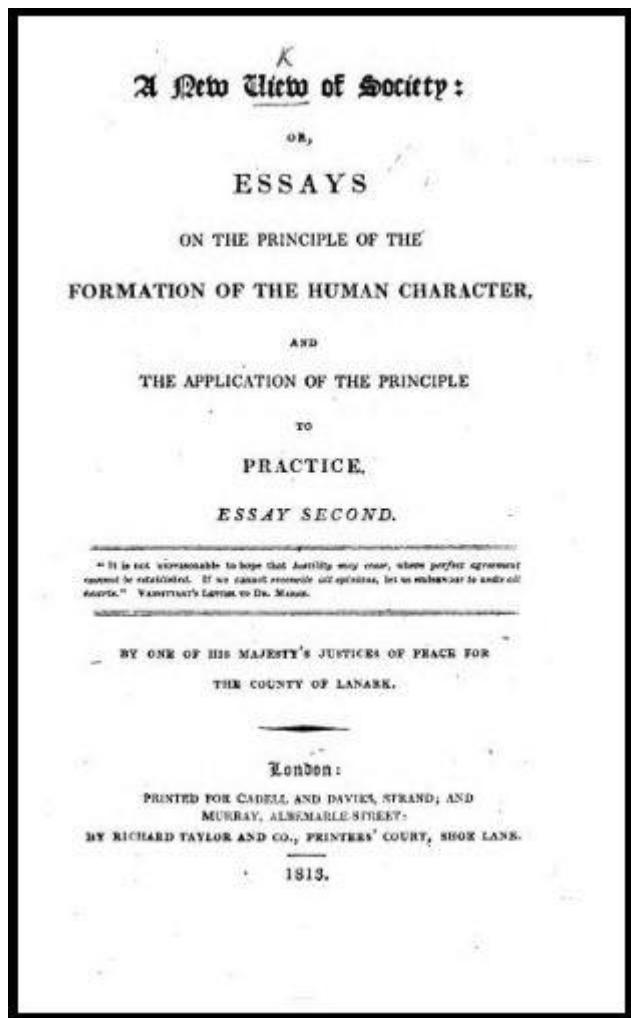 K
A New View of Society:
OR,
ESSAYS
ON THE PRINCIPLE OF THE
FORMATION OF THE HUMAN CHARACTER,
AND
THE APPLICATION OF THE PRINCIPLE
TO
PRACTICE.
ESSAY SECOND.
"It is not unreasonable to hope that hostility may cease, where perfect agreement
cannot be established. If we cannot reconcile all opinions, let us endeavour to unite all
hearts." VANSITTART'S LETTER TO DR. MARSH.
BY ONE OF HIS MAJESTY'S JUSTICES OF PEACE FOR
THE COUNTY OF LANARK.
London:
PRINTED FOR CADELL AND DAVIES, STRAND; AND
MURRAY, ALBEMARLE-STREET:
BY RICHARD TAYLOR AND CO., PRINTERS' COURT, SHOE LANE.
1813.